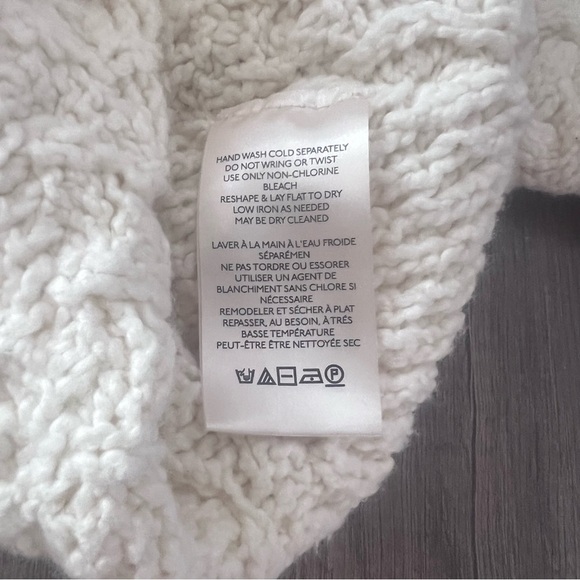 HAND WASH COLD SEPARATELY
DO NOT WRING OR TWIST
USE ONLY NON-CHLORINE
BLEACH
RESHAPE & LAY FLAT TO DRY
LOW IRON AS NEEDED
MAY BE DRY CLEANED
LAVER À LA MAIN À L'EAU FROIDE
SÉPARÉMEN
NE PAS TORDRE OU ESSORER
UTILISER UN AGENT DE
BLANCHIMENT SANS CHLORE SI
NÉCESSAIRE
REMODELER ET SÈCHER À PLAT
REPASSER, AU BESOIN, À TRÉS
BASSE TEMPÉRATURE
PEUT-ÊTRE ÊTRE NETTOYÉE SEC
P